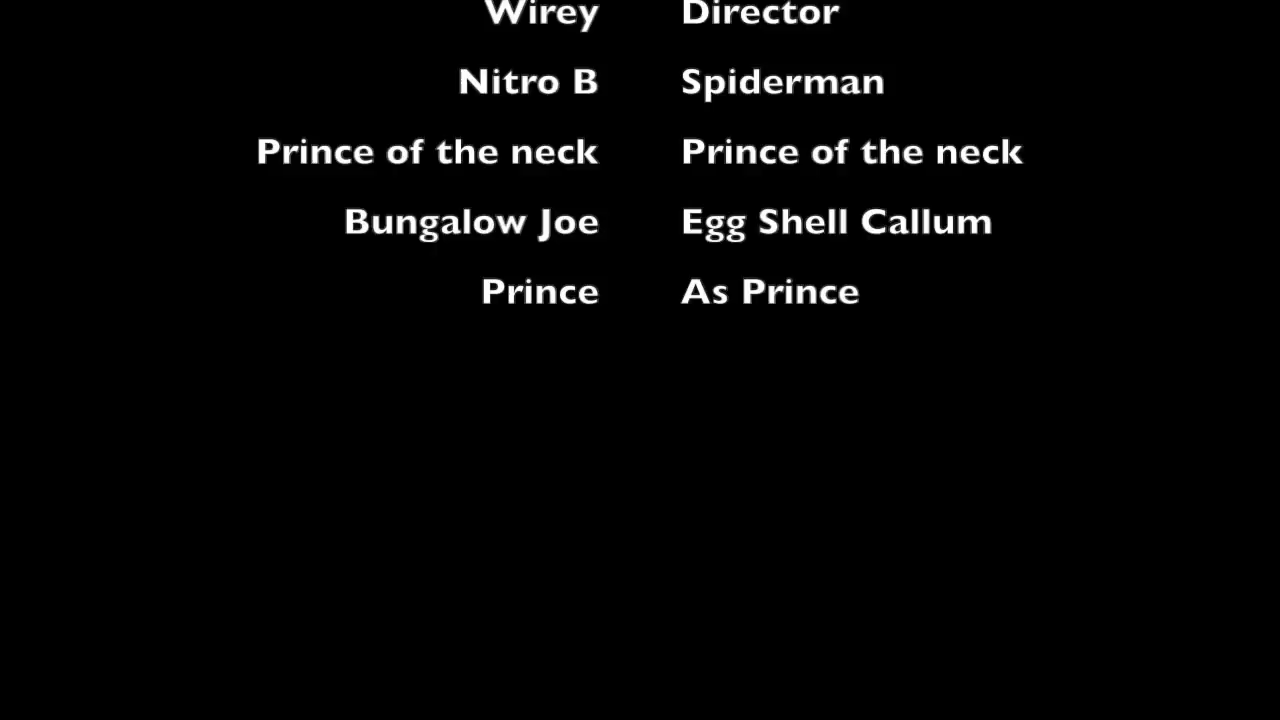 Wirey Director
Nitro B Spiderman
Prince of the neck Prince of the neck
Bungalow Joe Egg Shell Callum
Prince As Prince